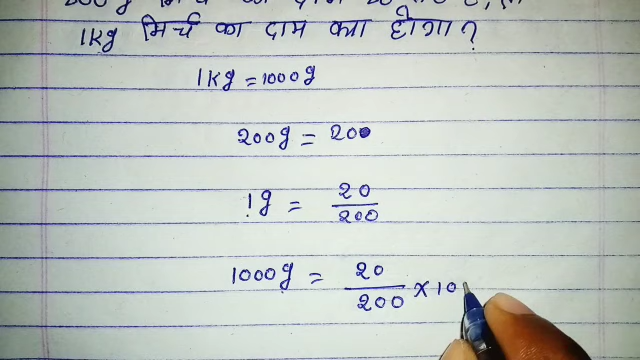 1kg मिर्च का दाम क्या होगा?
1kg = 1000g
200g = 20
1g = 20/200
1000g = 20/200 × 10